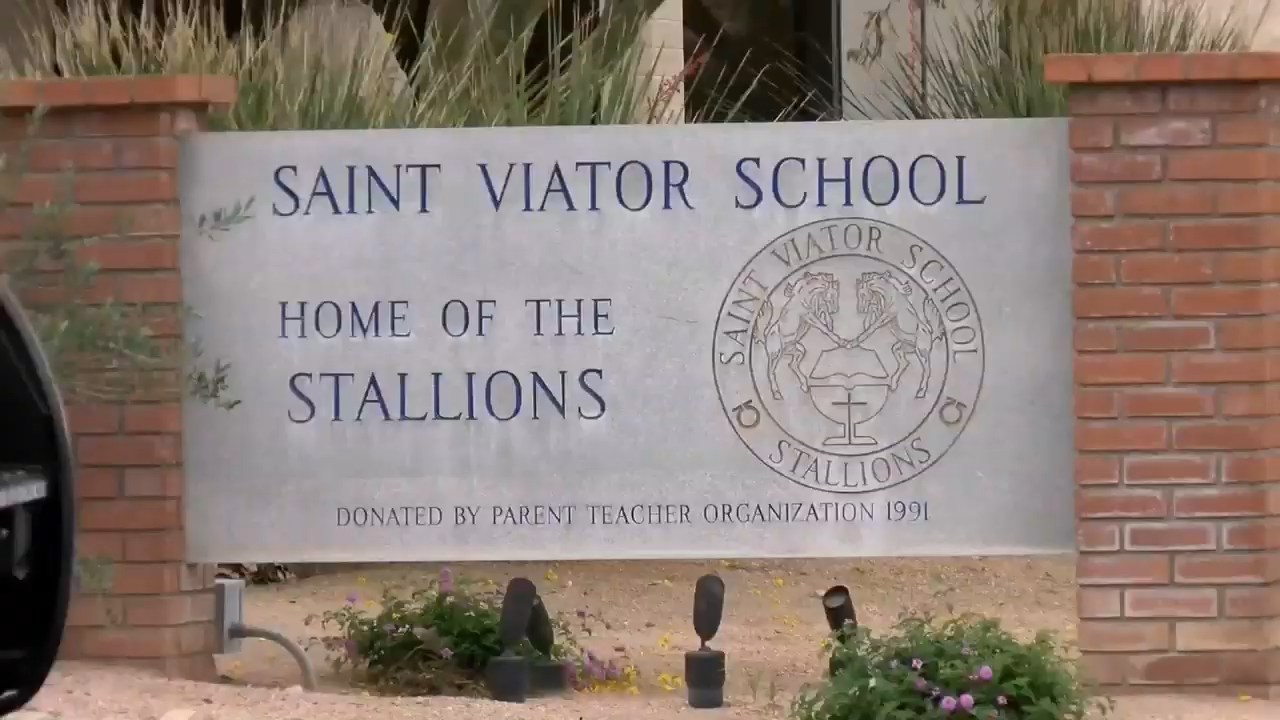 SAINT VIATOR SCHOOL
HOME OF THE
STALLIONS
SAINT VIATOR SCHOOL
STALLIONS
DONATED BY PARENT TEACHER ORGANIZATION 1991